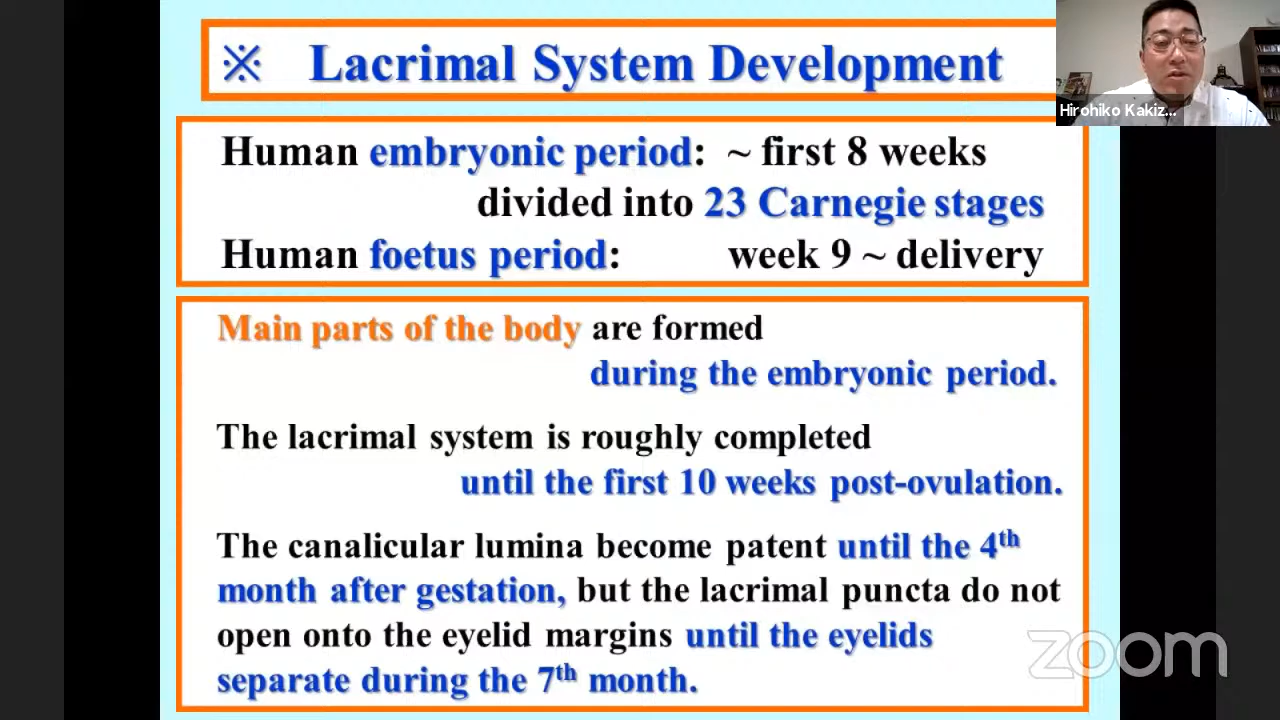 ※ Lacrimal System Development
Hirohiko Kakiz...
Human embryonic period: ~ first 8 weeks
divided into 23 Carnegie stages
Human foetus period: week 9 ~ delivery
Main parts of the body are formed
during the embryonic period.
The lacrimal system is roughly completed
until the first 10 weeks post-ovulation.
The canalicular lumina become patent until the 4th
month after gestation, but the lacrimal puncta do not
open onto the eyelid margins until the eyelids
separate during the 7th month.
zoom